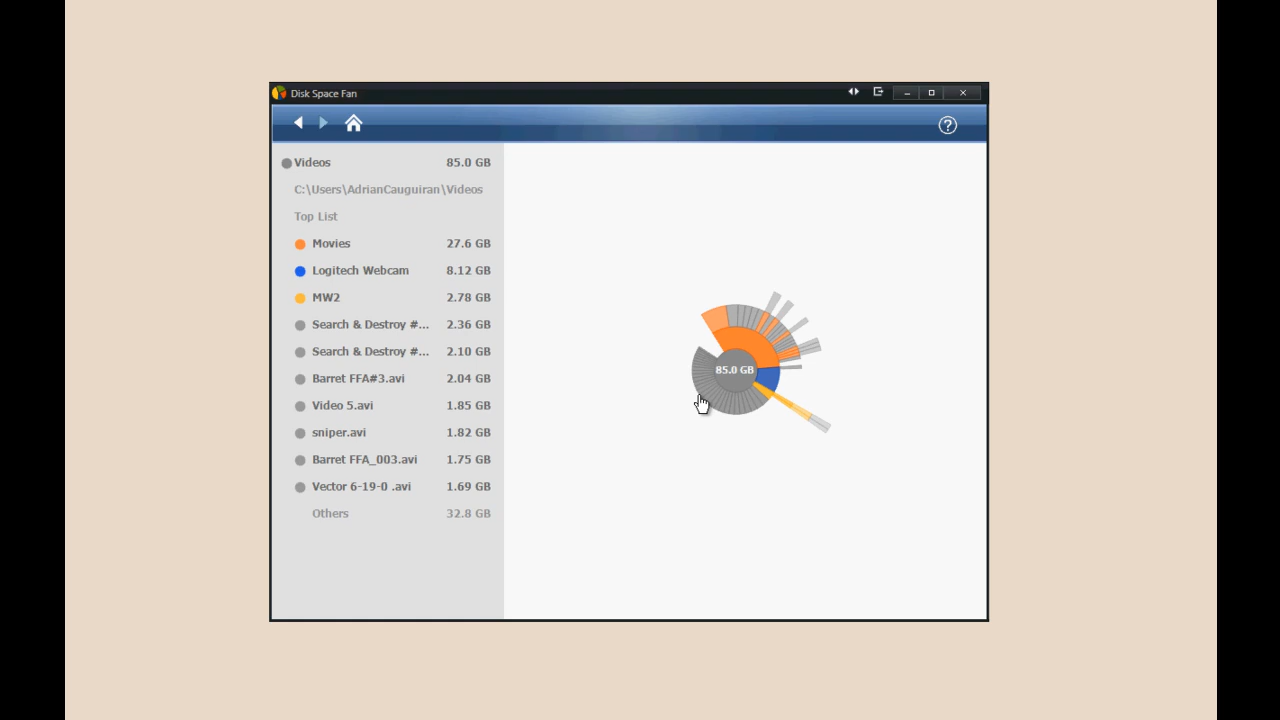 Disk Space Fan
Videos 85.0 GB
C:\Users\AdrianCauguiran\Videos
Top List
Movies 27.6 GB
Logitech Webcam 8.12 GB
MW2 2.78 GB
Search & Destroy #... 2.36 GB
Search & Destroy #... 2.10 GB
Barret FFA#3.avi 2.04 GB
Video 5.avi 1.85 GB
sniper.avi 1.82 GB
Barret FFA_003.avi 1.75 GB
Vector 6-19-0 .avi 1.69 GB
Others 32.8 GB
85.0 GB